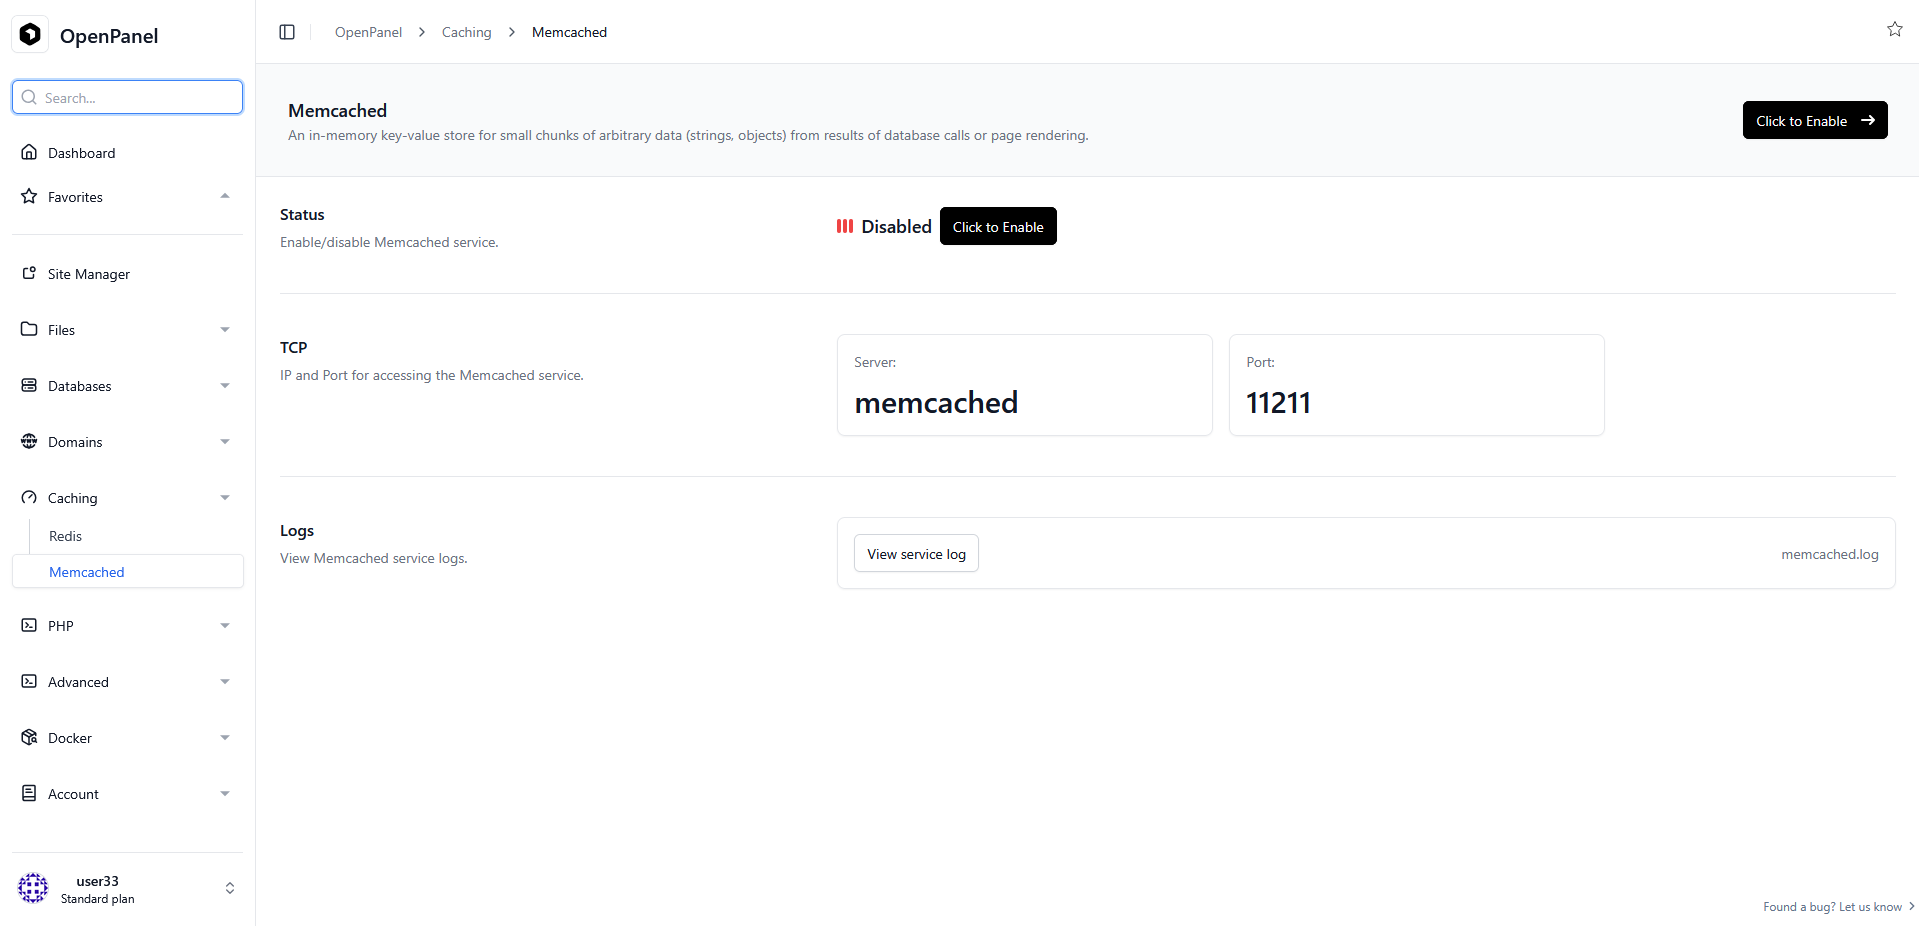 OpenPanel
Search...
Dashboard
Favorites
Site Manager
Files
Databases
Domains
Caching
Redis
Memcached
PHP
Advanced
Docker
Account
user33
Standard plan
OpenPanel > Caching > Memcached
Memcached
An in-memory key-value store for small chunks of arbitrary data (strings, objects) from results of database calls or page rendering.
Click to Enable →
Status
Enable/disable Memcached service.
Disabled
Click to Enable
TCP
IP and Port for accessing the Memcached service.
Server:
memcached
Port:
11211
Logs
View Memcached service logs.
View service log
memcached.log
Found a bug? Let us know >